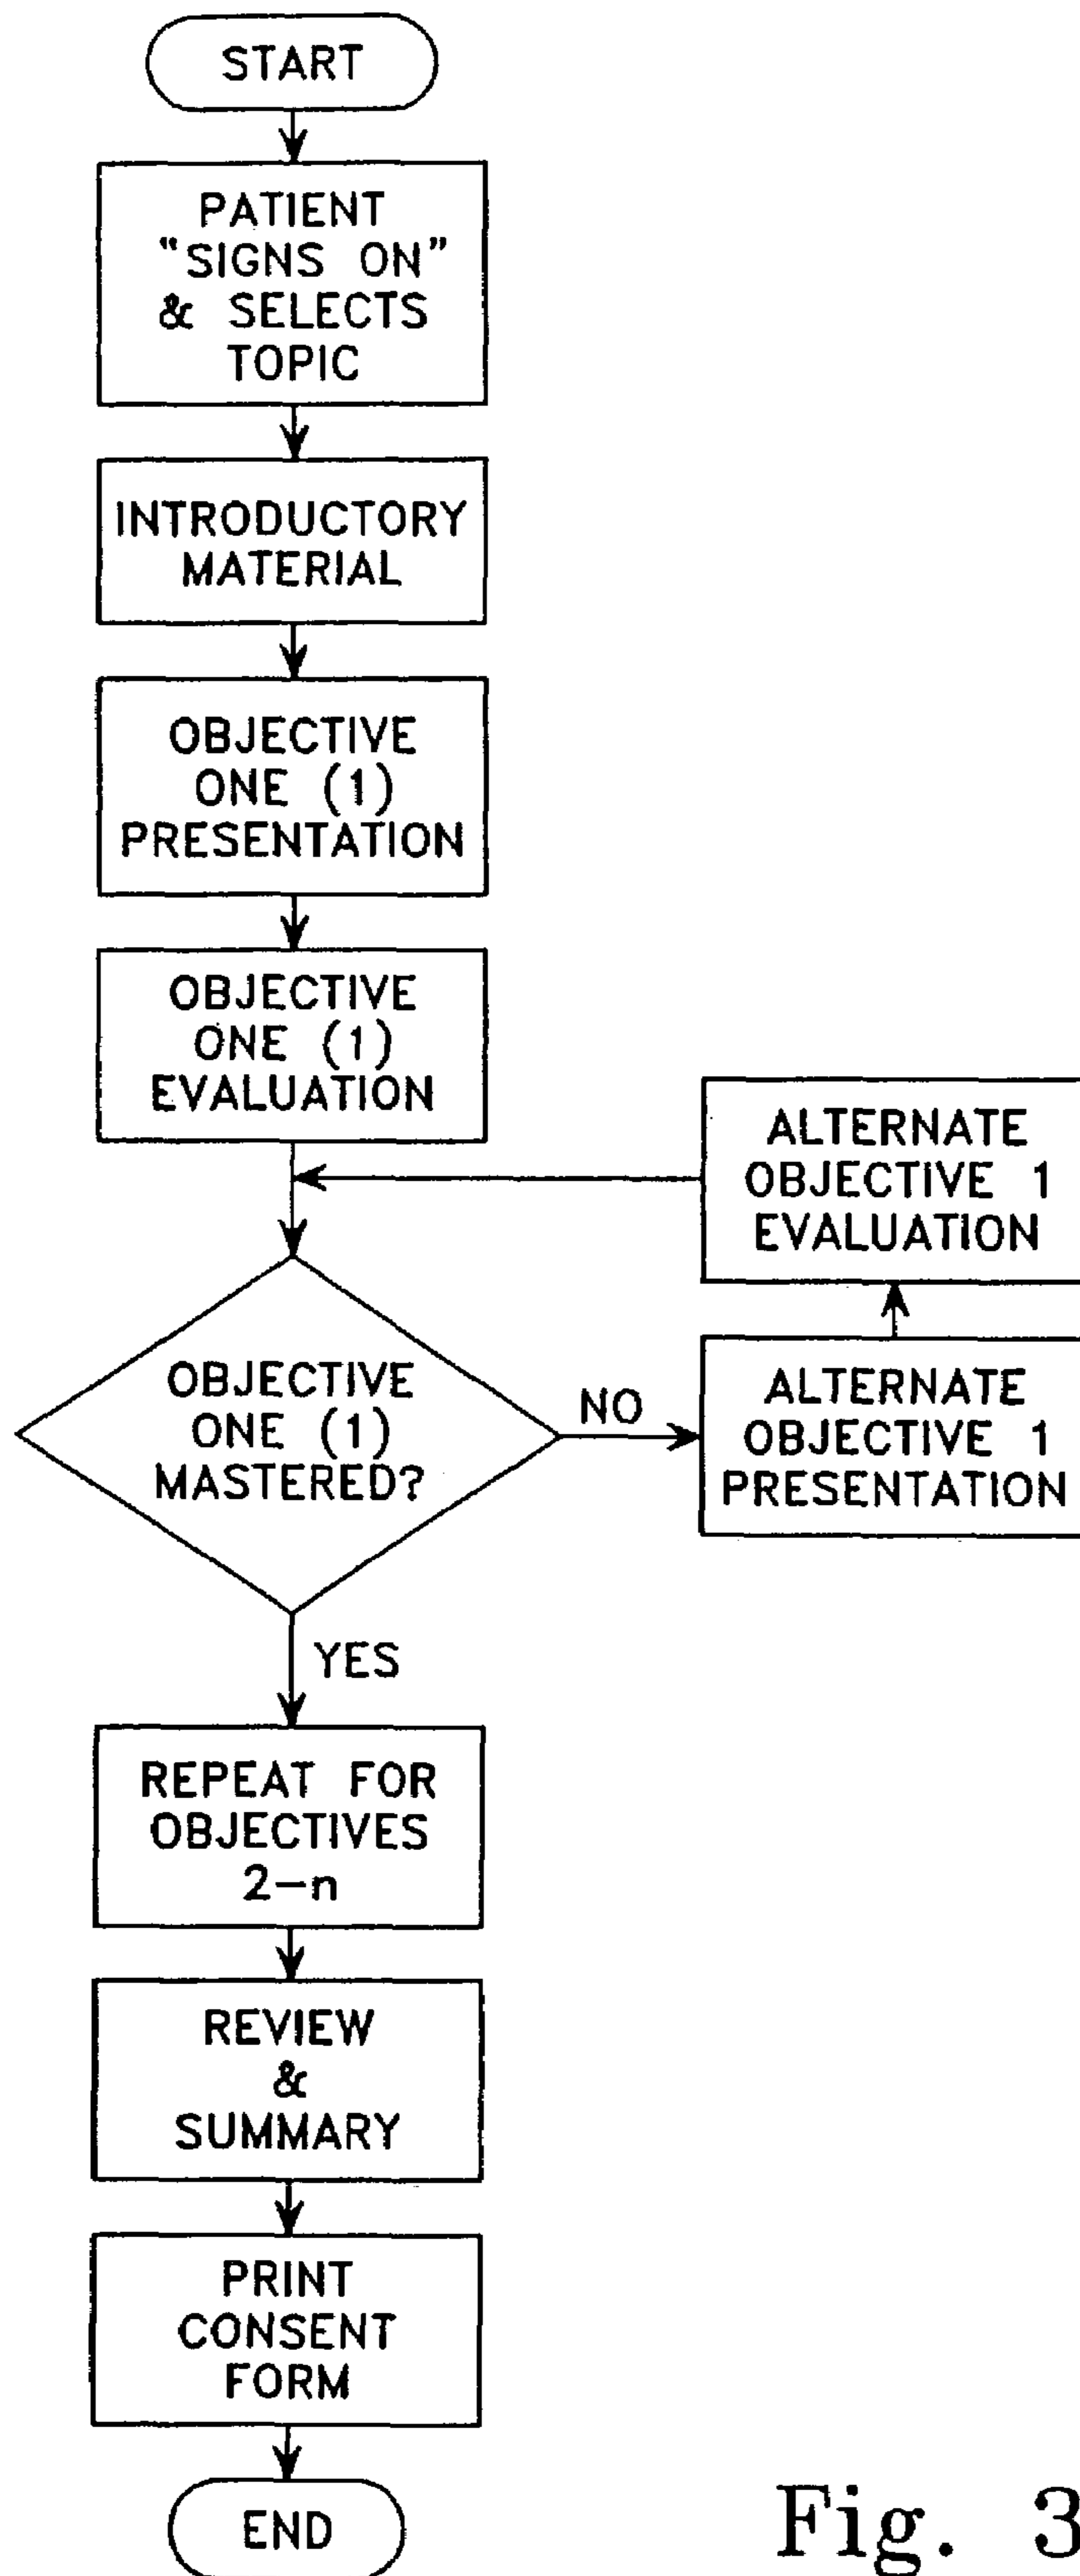 START
PATIENT
"SIGNS ON"
& SELECTS
TOPIC
INTRODUCTORY
MATERIAL
OBJECTIVE
ONE (1)
PRESENTATION
OBJECTIVE
ONE (1)
EVALUATION
ALTERNATE
OBJECTIVE 1
EVALUATION
OBJECTIVE
ONE (1)
MASTERED?
NO
ALTERNATE
OBJECTIVE 1
PRESENTATION
YES
REPEAT FOR
OBJECTIVES
2-n
REVIEW
&
SUMMARY
PRINT
CONSENT
FORM
END
Fig. 3